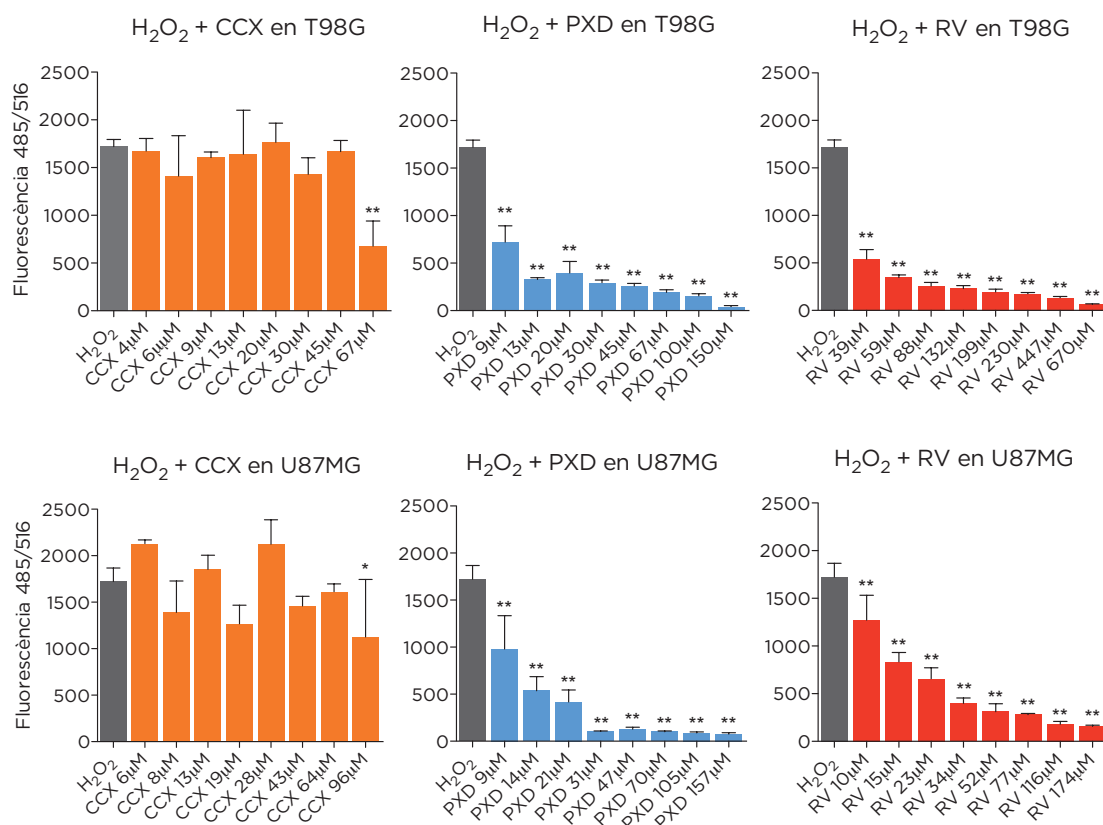 H₂O₂ + CCX en T98G
Fluorescència 485/516
2500
2000
1500
1000
500
0
**
H₂O₂
CCX 4µM
CCX 6µµM
CCX 9µM
CCX 13µM
CCX 20µM
CCX 30µM
CCX 45µM
CCX 67µM
H₂O₂ + PXD en T98G
2500
2000
1500
1000
500
0
**
**
**
**
**
**
**
**
H₂O₂
PXD 9µM
PXD 13µM
PXD 20µM
PXD 30µM
PXD 45µM
PXD 67µM
PXD 100µM
PXD 150µM
H₂O₂ + RV en T98G
2500
2000
1500
1000
500
0
**
**
**
**
**
**
**
**
H₂O₂
RV 39µM
RV 59µM
RV 88µM
RV 132µM
RV 199µM
RV 230µM
RV 447µM
RV 670µM
H₂O₂ + CCX en U87MG
Fluorescència 485/516
2500
2000
1500
1000
500
0
*
H₂O₂
CCX 6µM
CCX 8µM
CCX 13µM
CCX 19µM
CCX 28µM
CCX 43µM
CCX 64µM
CCX 96µM
H₂O₂ + PXD en U87MG
2500
2000
1500
1000
500
0
**
**
**
**
**
**
**
**
H₂O₂
PXD 9µM
PXD 14µM
PXD 21µM
PXD 31µM
PXD 47µM
PXD 70µM
PXD 105µM
PXD 157µM
H₂O₂ + RV en U87MG
2500
2000
1500
1000
500
0
**
**
**
**
**
**
**
**
H₂O₂
RV 10µM
RV 15µM
RV 23µM
RV 34µM
RV 52µM
RV 77µM
RV 116µM
RV 174µM